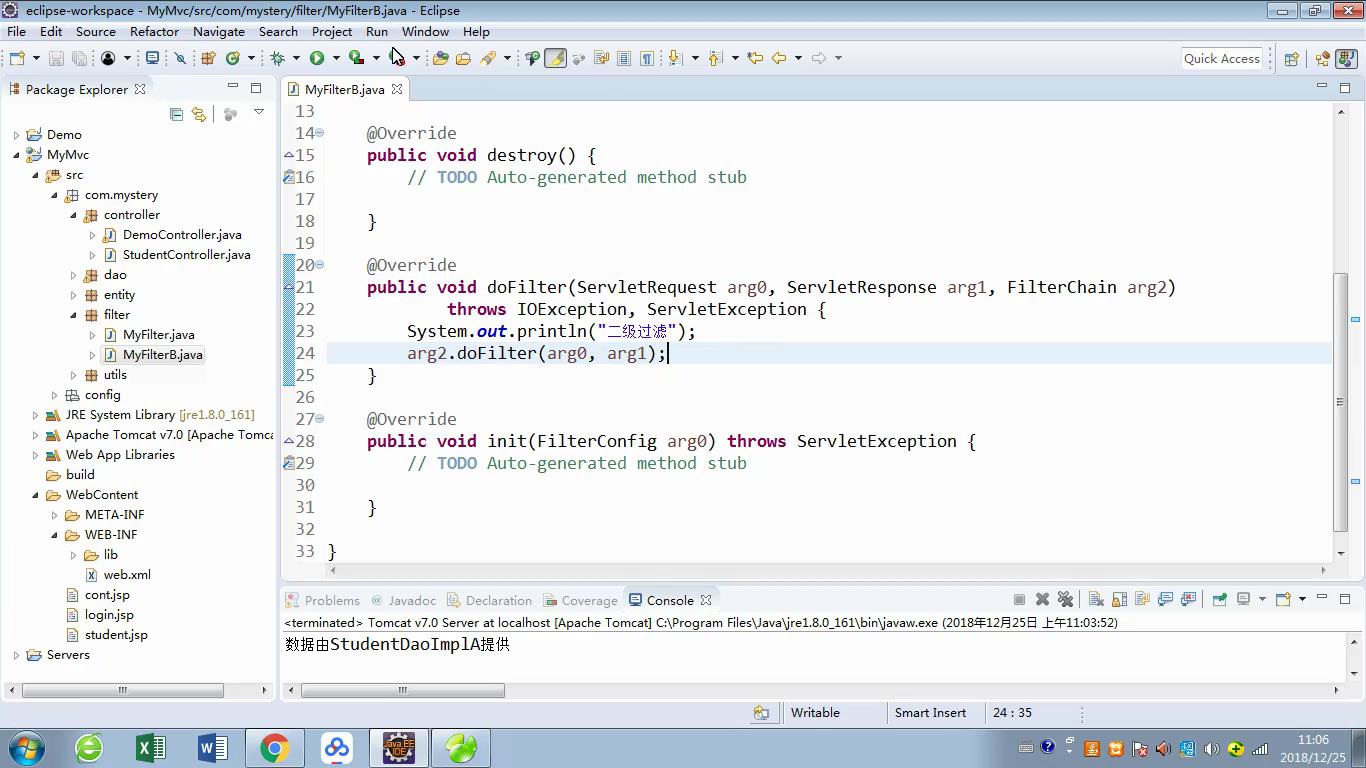 eclipse-workspace - MyMvc/src/com/mystery/filter/MyFilterB.java - Eclipse
File Edit Source Refactor Navigate Search Project Run Window Help
Quick Access
Package Explorer
Demo
MyMvc
src
com.mystery
controller
DemoController.java
StudentController.java
dao
entity
filter
MyFilter.java
MyFilterB.java
utils
config
JRE System Library [jre1.8.0_161]
Apache Tomcat v7.0 [Apache Tomca
Web App Libraries
build
WebContent
META-INF
WEB-INF
lib
web.xml
cont.jsp
login.jsp
student.jsp
Servers
MyFilterB.java
13
14 @Override
15 public void destroy() {
16 // TODO Auto-generated method stub
17
18 }
19
20 @Override
21 public void doFilter(ServletRequest arg0, ServletResponse arg1, FilterChain arg2)
22 throws IOException, ServletException {
23 System.out.println("二级过滤");
24 arg2.doFilter(arg0, arg1);
25 }
26
27 @Override
28 public void init(FilterConfig arg0) throws ServletException {
29 // TODO Auto-generated method stub
30
31 }
32
33 }
Problems @ Javadoc Declaration Coverage Console
<terminated> Tomcat v7.0 Server at localhost [Apache Tomcat] C:\Program Files\Java\jre1.8.0_161\bin\javaw.exe (2018年12月25日 上午11:03:52)
数据由StudentDaoImplA提供
Writable Smart Insert 24 : 35
Java EE
IDE
11:06
2018/12/25